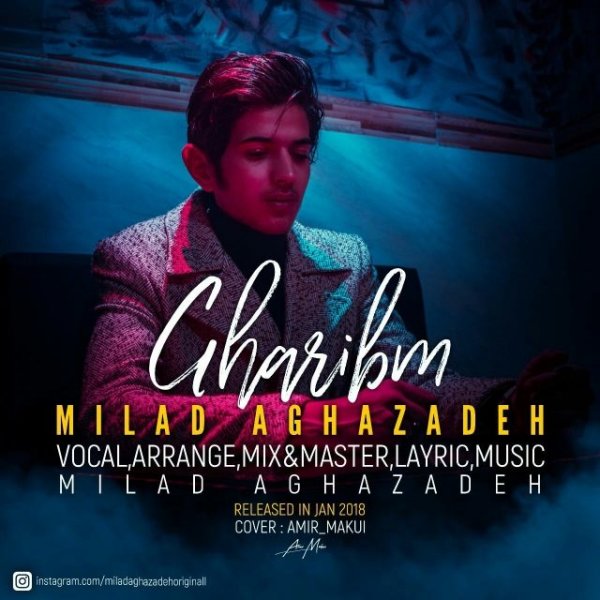 Gharibm
MILAD AGHAZADEH
VOCAL,ARRANGE,MIX&MASTER,LAYRIC,MUSIC
MILAD AGHAZADEH
RELEASED IN JAN 2018
COVER : AMIR_MAKUI
instagram.com/miladaghazadehoriginall